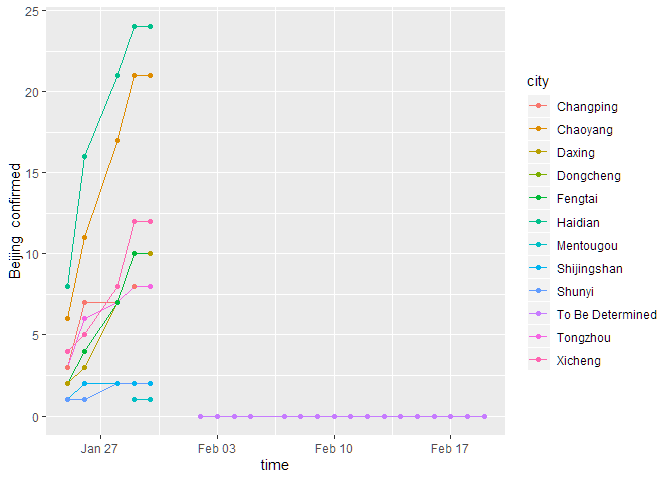 25
20
15
10
5
0
Beijing confirmed
Jan 27
Feb 03
Feb 10
Feb 17
time
city
Changping
Chaoyang
Daxing
Dongcheng
Fengtai
Haidian
Mentougou
Shijingshan
Shunyi
To Be Determined
Tongzhou
Xicheng